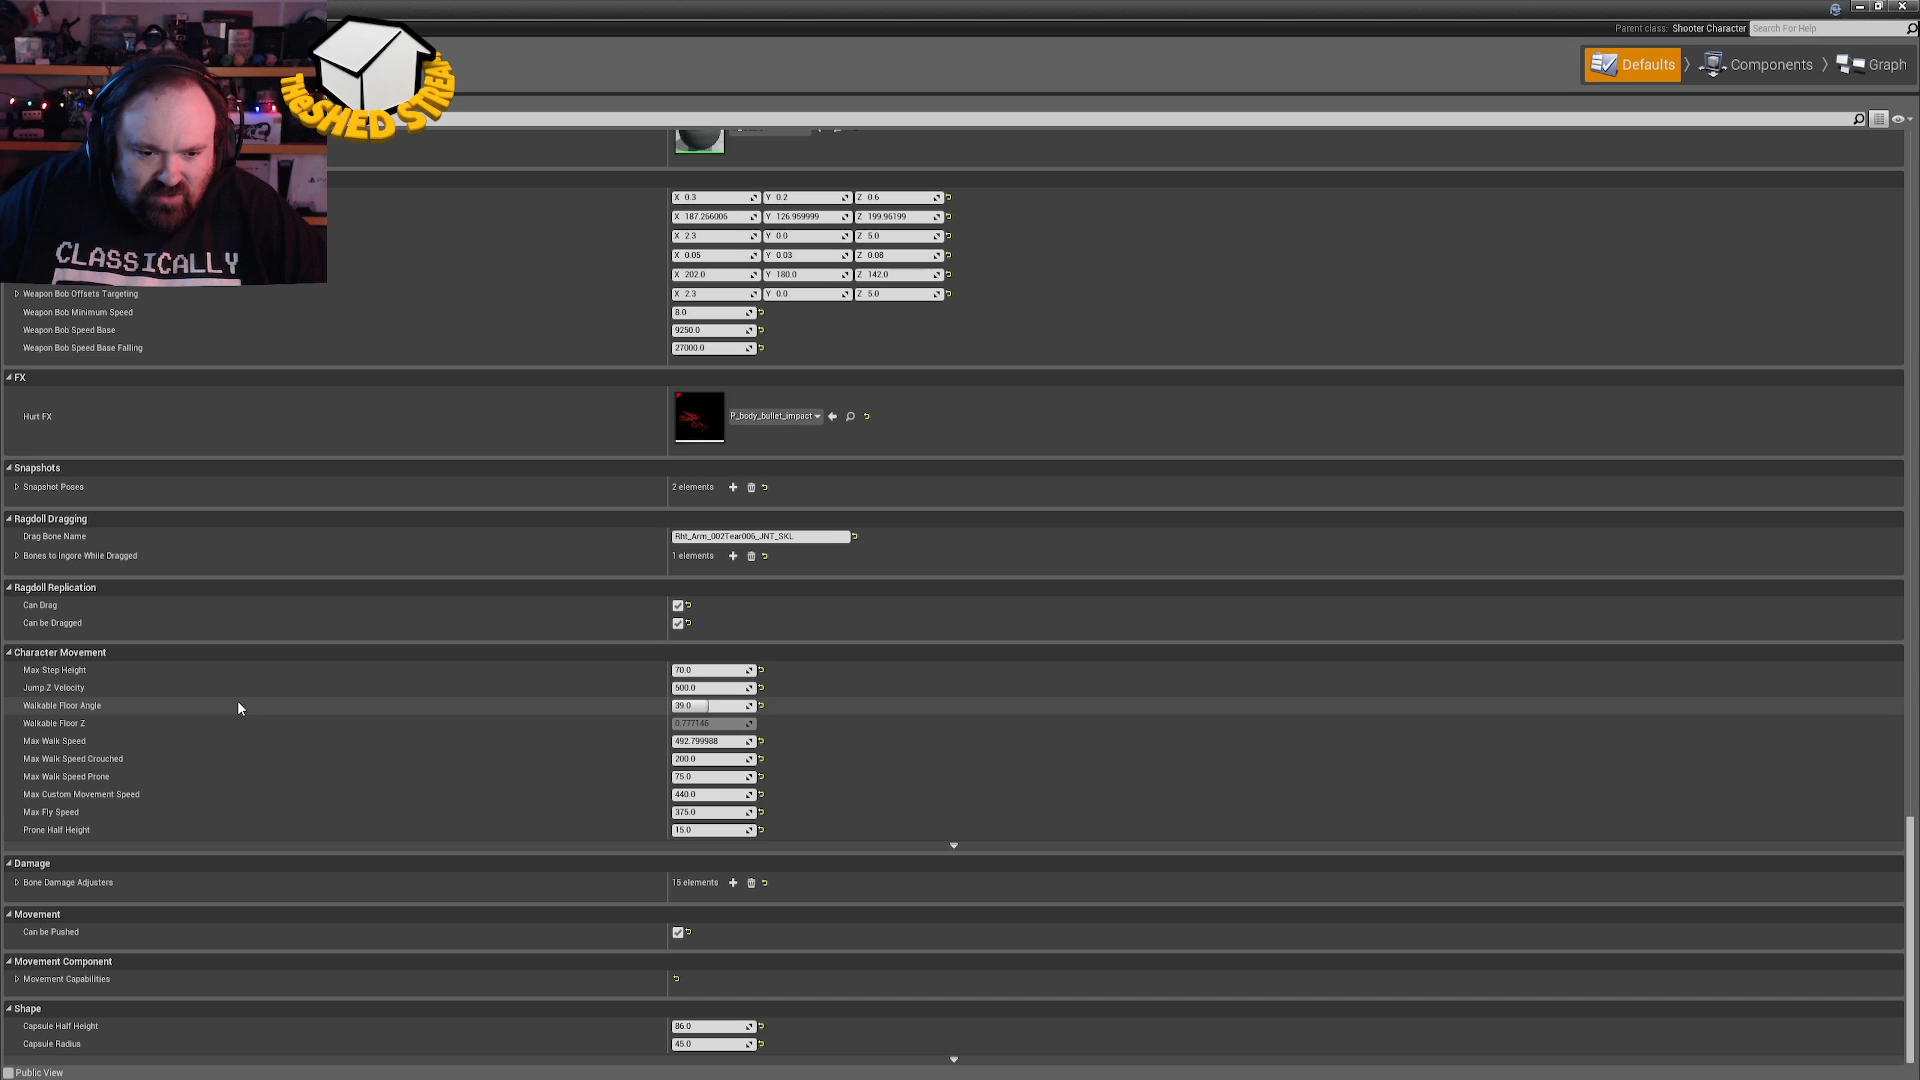 Parent class: Shooter Character Search For Help
Defaults Components Graph
THE SHED STREAM
CLASSICALLY
X 0.3 Y 0.2 Z 0.6
X 187.266006 Y 126.959999 Z 199.96199
X 2.3 Y 0.0 Z 5.0
X 0.05 Y 0.03 Z 0.08
X 202.0 Y 180.0 Z 142.0
Weapon Bob Offsets Targeting X 2.3 Y 0.0 Z 5.0
Weapon Bob Minimum Speed 8.0
Weapon Bob Speed Base 9250.0
Weapon Bob Speed Base Falling 27000.0
FX
Hurt FX P_body_bullet_impact
Snapshots
Snapshot Poses 2 elements
Ragdoll Dragging
Drag Bone Name Rht_Arm_002Tear006_JNT_SKL
Bones to Ingore While Dragged 1 elements
Ragdoll Replication
Can Drag
Can be Dragged
Character Movement
Max Step Height 70.0
Jump Z Velocity 500.0
Walkable Floor Angle 39.0
Walkable Floor Z 0.777146
Max Walk Speed 492.799988
Max Walk Speed Crouched 200.0
Max Walk Speed Prone 75.0
Max Custom Movement Speed 440.0
Max Fly Speed 375.0
Prone Half Height 15.0
Damage
Bone Damage Adjusters 15 elements
Movement
Can be Pushed
Movement Component
Movement Capabilities
Shape
Capsule Half Height 86.0
Capsule Radius 45.0
Public View